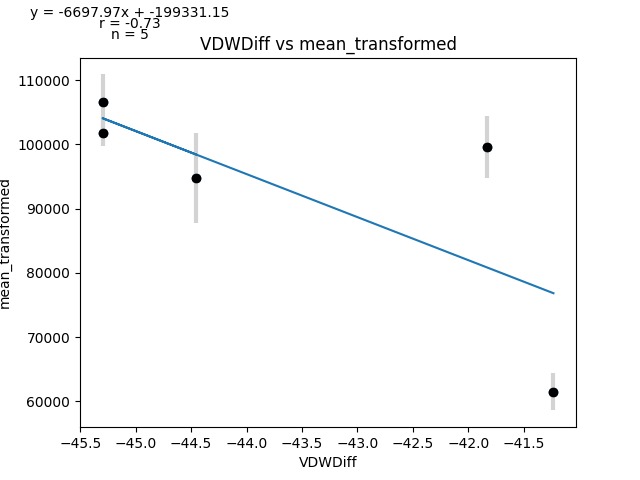 y = -6697.97x + -199331.15
r = -0.73
n = 5
VDWDiff vs mean_transformed
110000
100000
90000
80000
70000
60000
mean_transformed
−45.5 −45.0 −44.5 −44.0 −43.5 −43.0 −42.5 −42.0 −41.5
VDWDiff